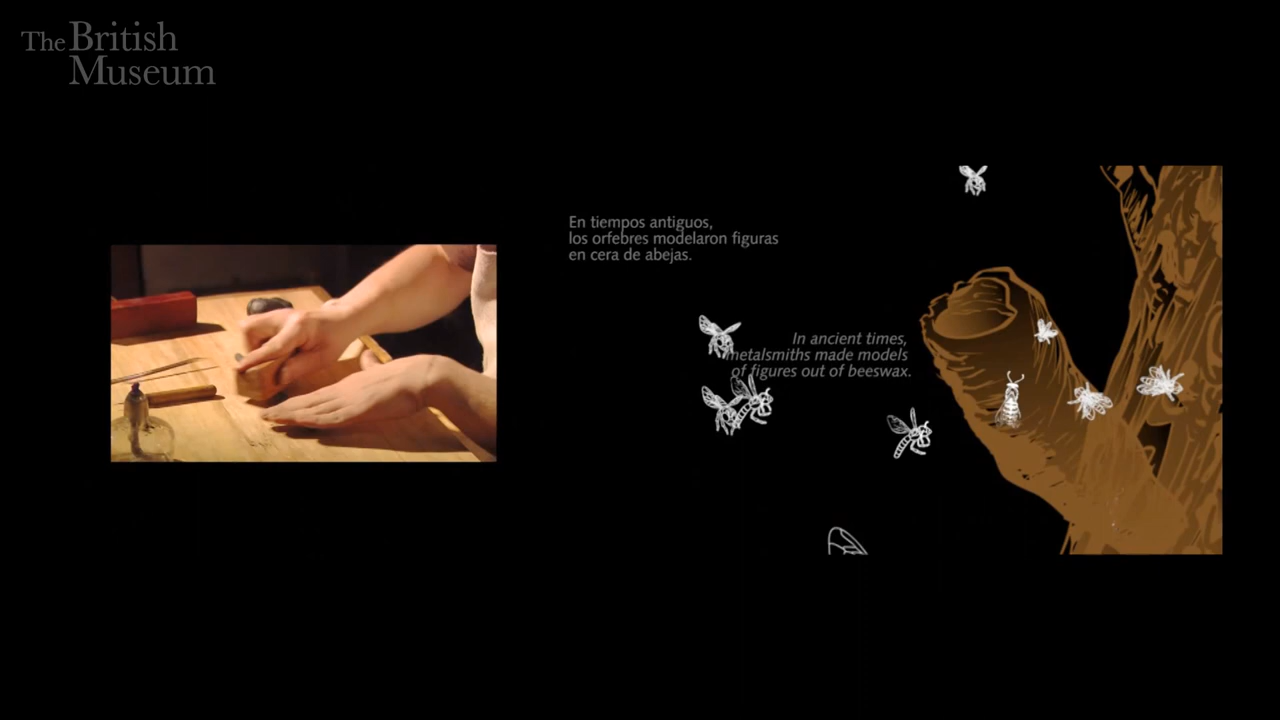 The British
Museum
En tiempos antiguos,
los orfebres modelaron figuras
en cera de abejas.
In ancient times,
metalsmiths made models
of figures out of beeswax.